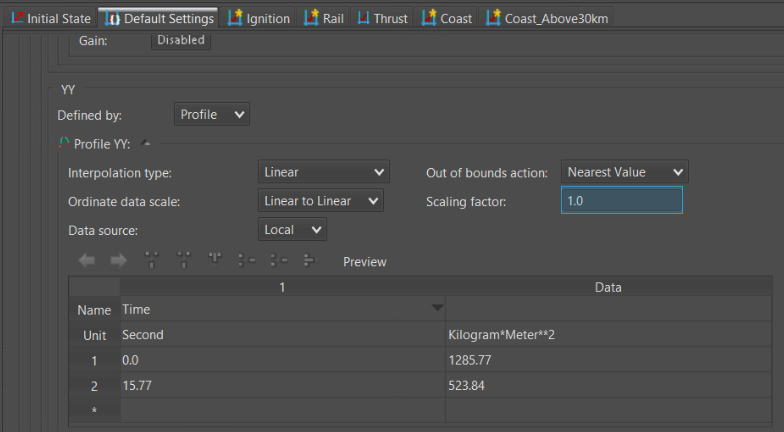 Initial State Default Settings Ignition Rail Thrust Coast Coast_Above30km
Gain: Disabled
YY
Defined by: Profile
Profile YY:
Interpolation type: Linear Out of bounds action: Nearest Value
Ordinate data scale: Linear to Linear Scaling factor: 1.0
Data source: Local
Preview
1 Data
Name Time
Unit Second Kilogram*Meter**2
1 0.0 1285.77
2 15.77 523.84
*